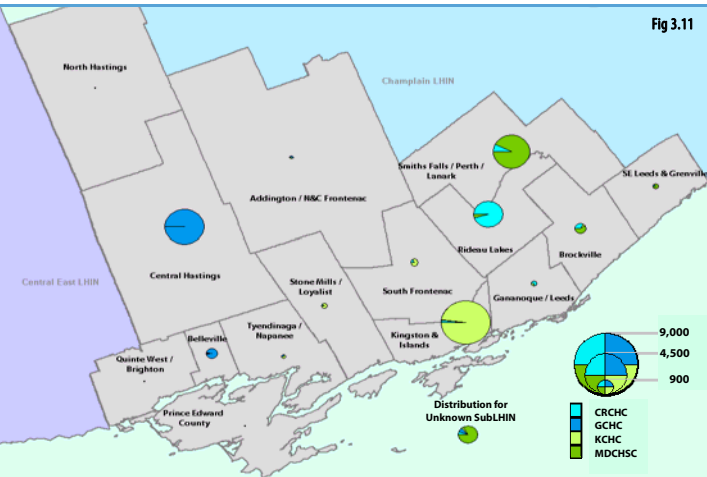 Fig 3.11
North Hastings
Champlain LHIN
Smiths Falls / Perth /
Lanark
SE Leeds & Grenville
Addington / N&C Frontenac
Rideau Lakes
Brockville
Central East LHIN
Central Hastings
Stone Mills /
Loyalist
South Frontenac
Gananoque / Leeds
Belleville
Tyendinaga /
Napanee
Kingston &
Islands
Quinte West /
Brighton
Prince Edward
County
Distribution for
Unknown SubLHIN
9,000
4,500
900
CRCHC
GCHC
KCHC
MDCHSC